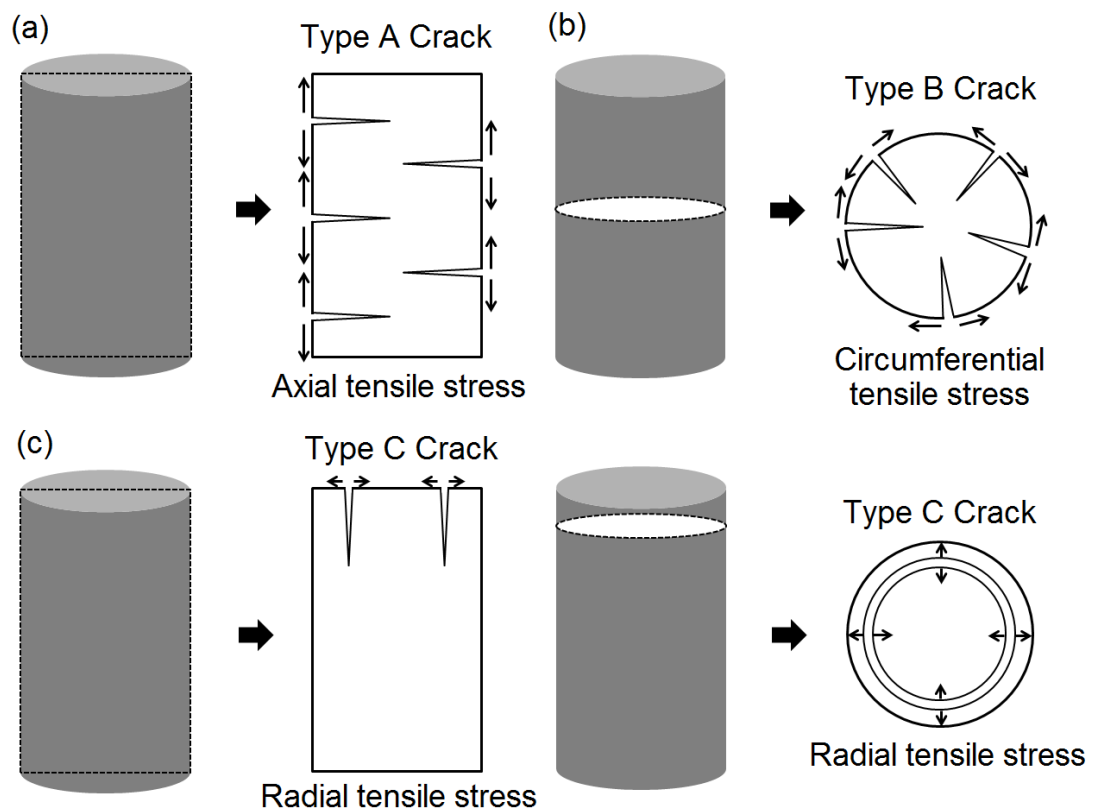 (a)
Type A Crack
Axial tensile stress
(b)
Type B Crack
Circumferential
tensile stress
(c)
Type C Crack
Radial tensile stress
Type C Crack
Radial tensile stress